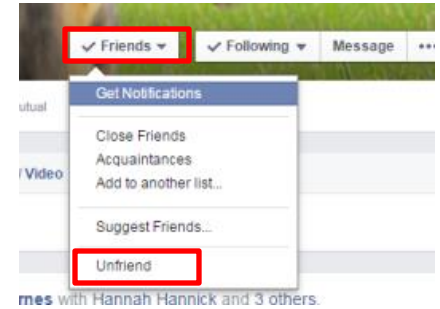 ✓ Friends ▾ ✓ Following ▾ Message •••
Get Notifications
utual
Close Friends
Acquaintances
/ Video
Add to another list...
Suggest Friends...
Unfriend
rnes with Hannah Hannick and 3 others.